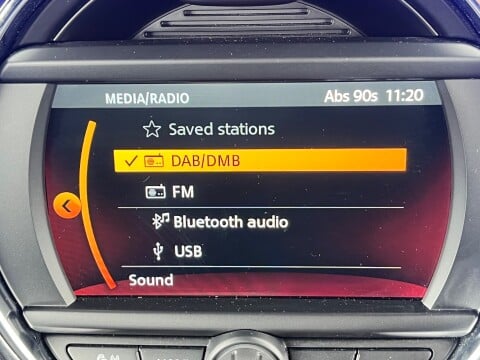 MEDIA/RADIO Abs 90s 11:20
Saved stations
DAB/DMB
FM
Bluetooth audio
USB
Sound